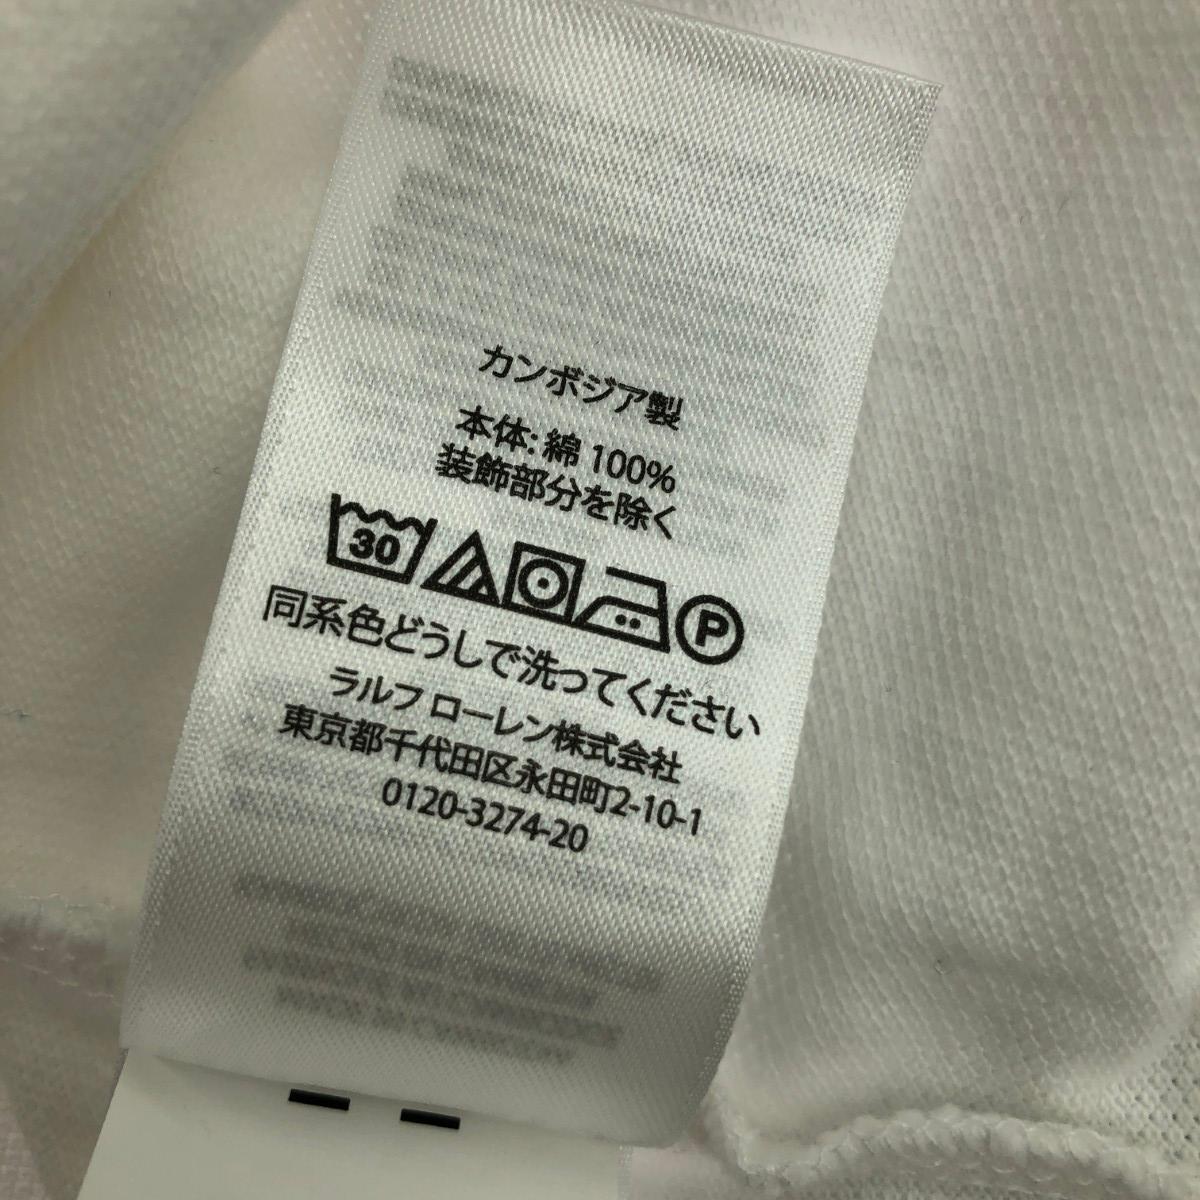 カンボジア製
本体: 綿 100%
装飾部分を除く
30 P
同系色どうしで洗ってください
ラルフ ローレン株式会社
東京都千代田区永田町2-10-1
0120-3274-20